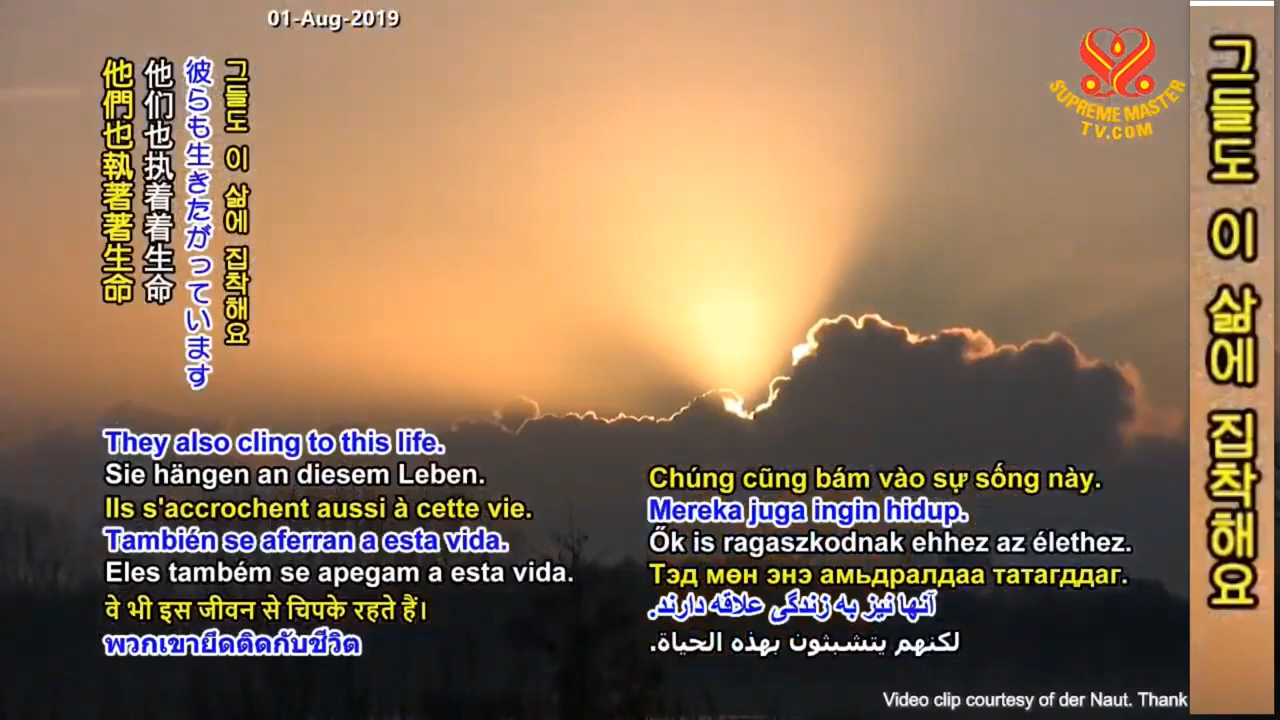 01-Aug-2019
SUPREME MASTER
TV.COM
그들도 이 삶에 집착해요
그들도 이 삶에 집착해요
彼らも生きたがっています
他们也执着着生命
他們也執著著生命
They also cling to this life.
Sie hängen an diesem Leben.
Ils s'accrochent aussi à cette vie.
También se aferran a esta vida.
Eles também se apegam a esta vida.
वे भी इस जीवन से चिपके रहते हैं।
พวกเขายึดติดกับชีวิต
Chúng cũng bám vào sự sống này.
Mereka juga ingin hidup.
Ők is ragaszkodnak ehhez az élethez.
Тэд мөн энэ амьдралдаа татагддаг.
آنها نیز به زندگی علاقه دارند.
لكنهم يتشبثون بهذه الحياة.
Video clip courtesy of der Naut. Thank